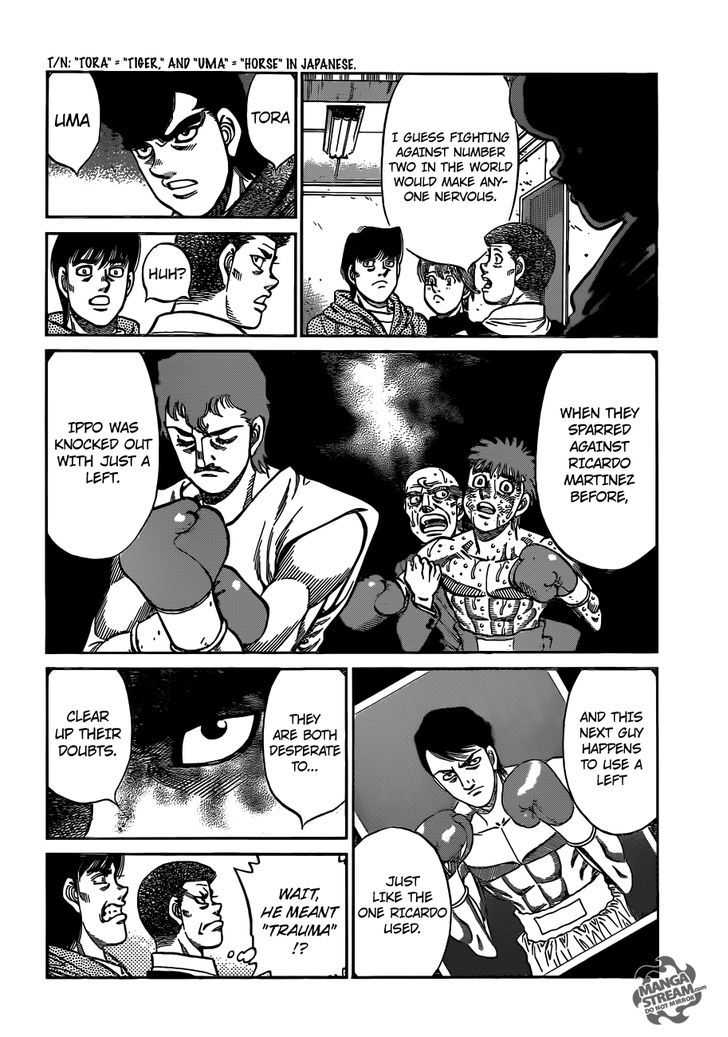 T/N: "TORA" = "TIGER," AND "UMA" = "HORSE" IN JAPANESE.
I GUESS FIGHTING
AGAINST NUMBER
TWO IN THE WORLD
WOULD MAKE ANY-
ONE NERVOUS.
TORA
UMA
HUH?
WHEN THEY
SPARRED
AGAINST
RICARDO
MARTINEZ
BEFORE,
IPPO WAS
KNOCKED OUT
WITH JUST A
LEFT.
AND THIS
NEXT GUY
HAPPENS
TO USE A
LEFT
JUST
LIKE THE
ONE RICARDO
USED.
THEY
ARE BOTH
DESPERATE
TO...
CLEAR
UP THEIR
DOUBTS.
WAIT,
HE MEANT
"TRAUMA"
!?
MANGA
STREAM.com
DO NOT MIRROR